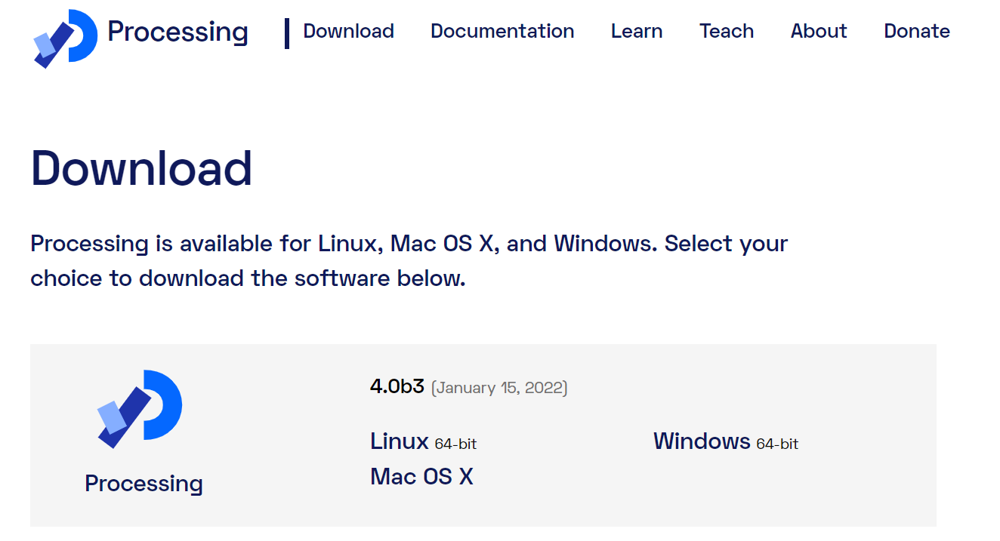 Processing
Download Documentation Learn Teach About Donate
Download
Processing is available for Linux, Mac OS X, and Windows. Select your
choice to download the software below.
Processing
4.0b3 (January 15, 2022)
Linux 64-bit
Mac OS X
Windows 64-bit